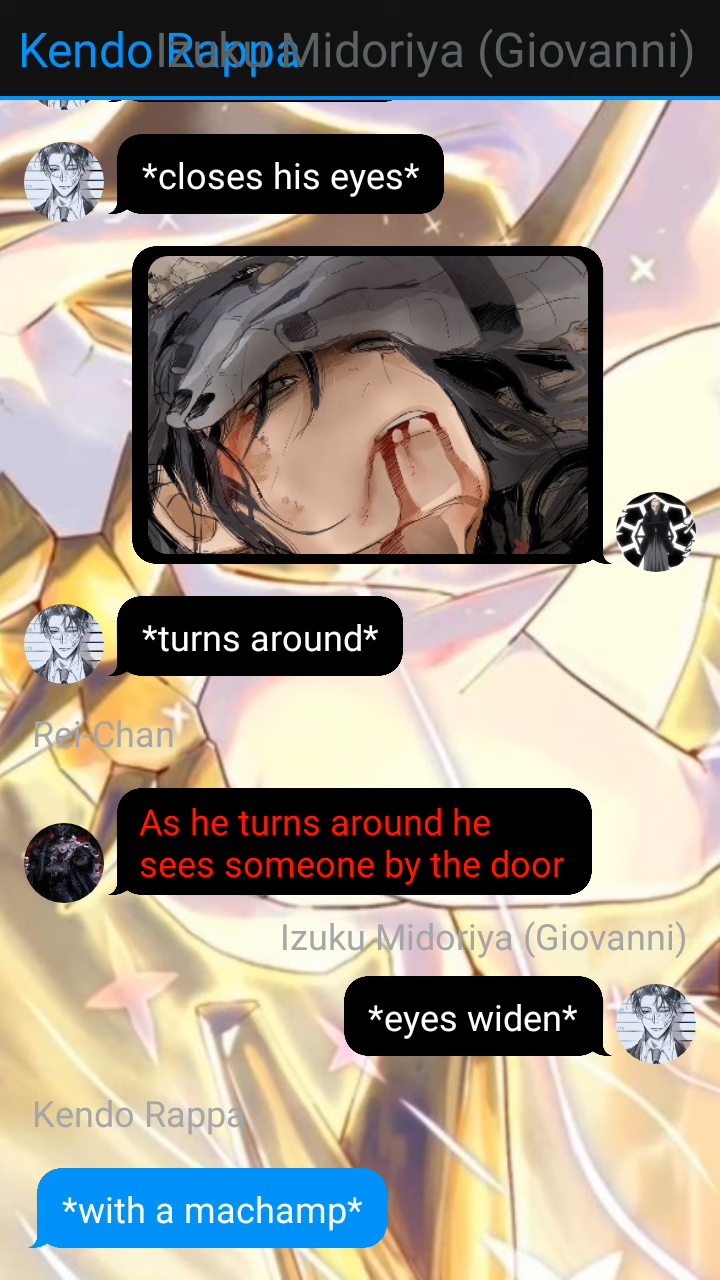 Kendo Rappa
Izuku Midoriya (Giovanni)
*closes his eyes*
*turns around*
Rei-Chan
As he turns around he
sees someone by the door
Izuku Midoriya (Giovanni)
*eyes widen*
Kendo Rappa
*with a machamp*